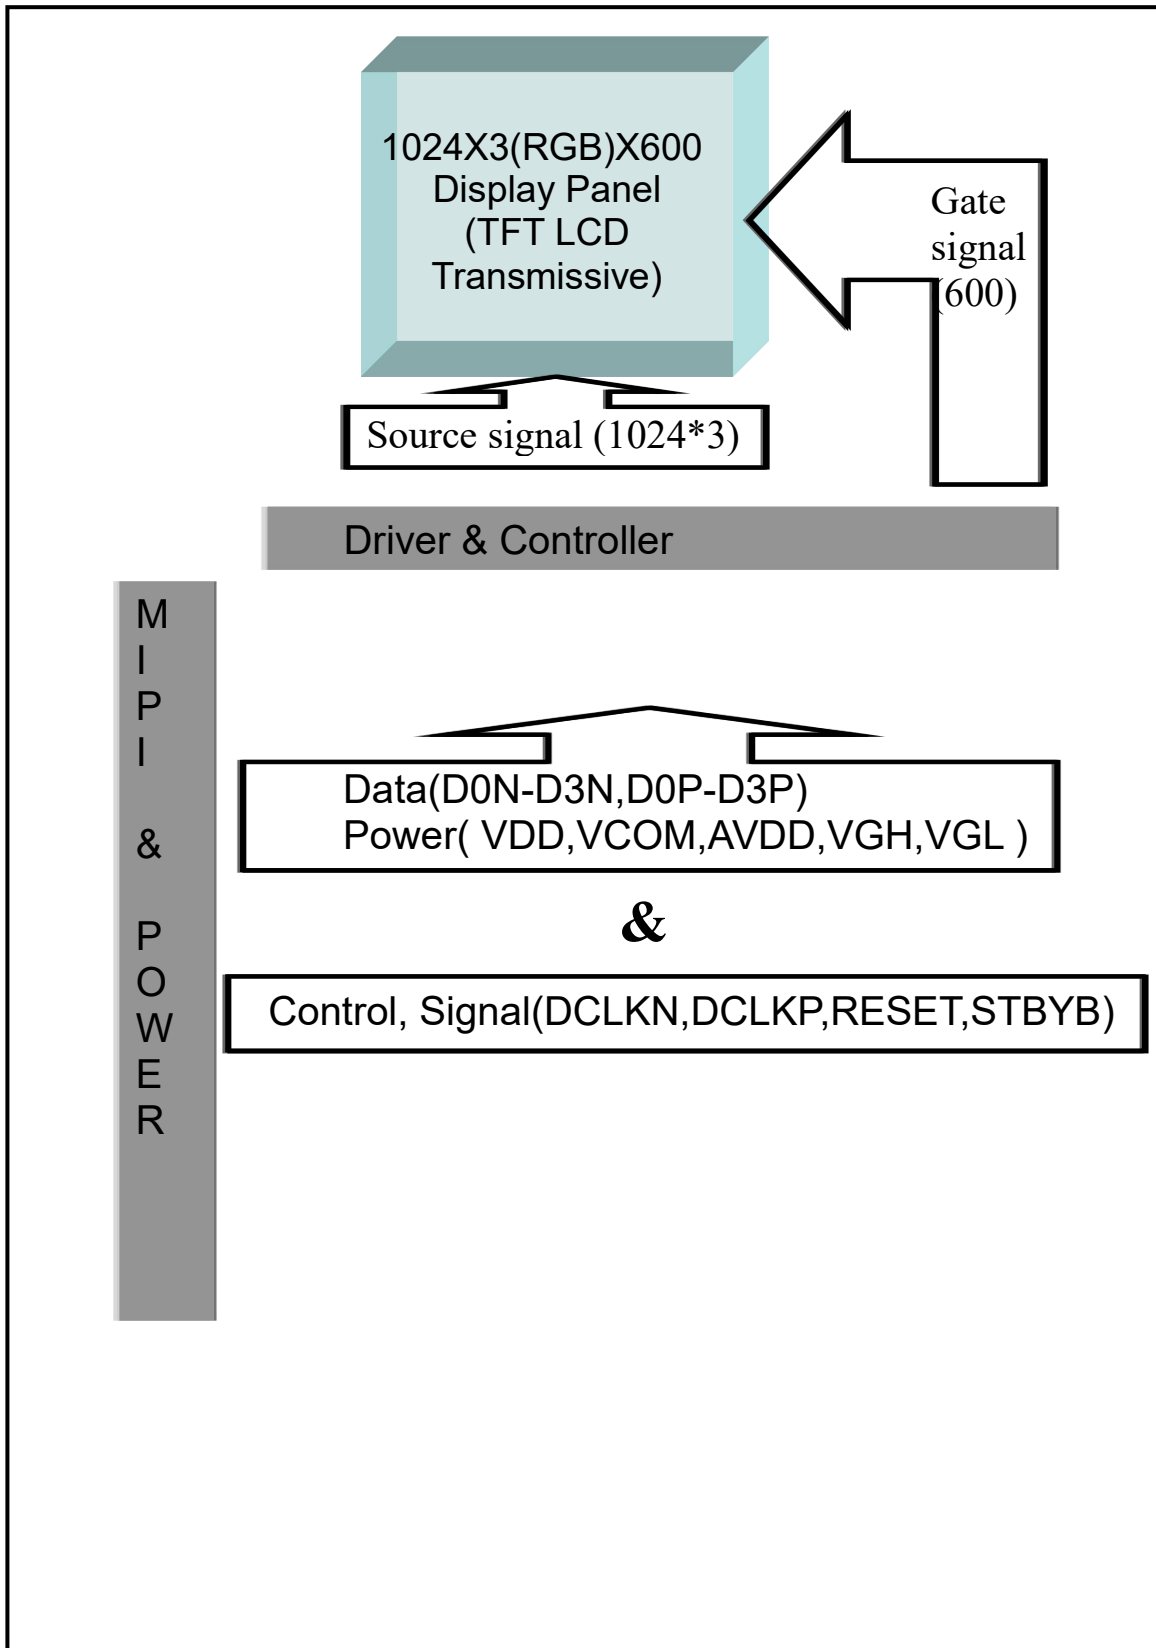 1024X3(RGB)X600
Display Panel
(TFT LCD
Transmissive)
Gate
signal
(600)
Source signal (1024*3)
Driver & Controller
M
I
P
I
&
P
O
W
E
R
Data(D0N-D3N,D0P-D3P)
Power( VDD,VCOM,AVDD,VGH,VGL )
&
Control, Signal(DCLKN,DCLKP,RESET,STBYB)